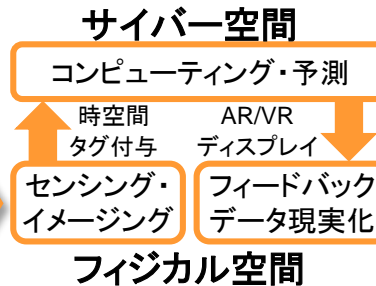 サイバー空間
コンピューティング・予測
時空間
タグ付与
AR/VR
ディスプレイ
センシング・
イメージング
フィードバック
データ現実化
フィジカル空間